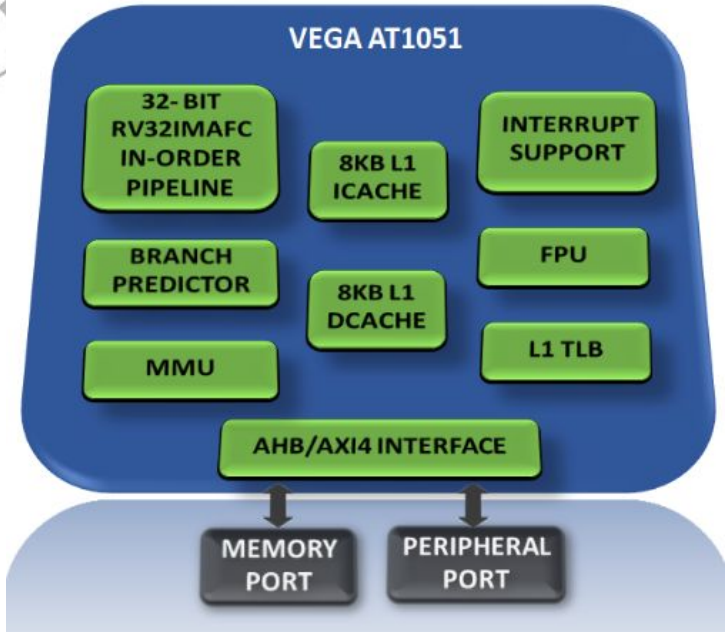 VEGA AT1051
32- BIT
RV32IMAFC
IN-ORDER
PIPELINE
8KB L1
ICACHE
INTERRUPT
SUPPORT
BRANCH
PREDICTOR
8KB L1
DCACHE
FPU
MMU
L1 TLB
AHB/AXI4 INTERFACE
MEMORY
PORT
PERIPHERAL
PORT